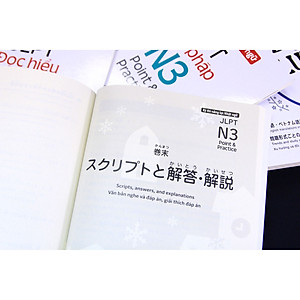 JLPT
Đọc hiểu
pháp
N3
Point &
Practice
JLPT
N3
Point &
Practice
かんまつ
巻末
かいとう かいせつ
スクリプトと解答・解説
Scripts, answers, and explanations
Văn bản nghe và đáp án, giải thích đáp án